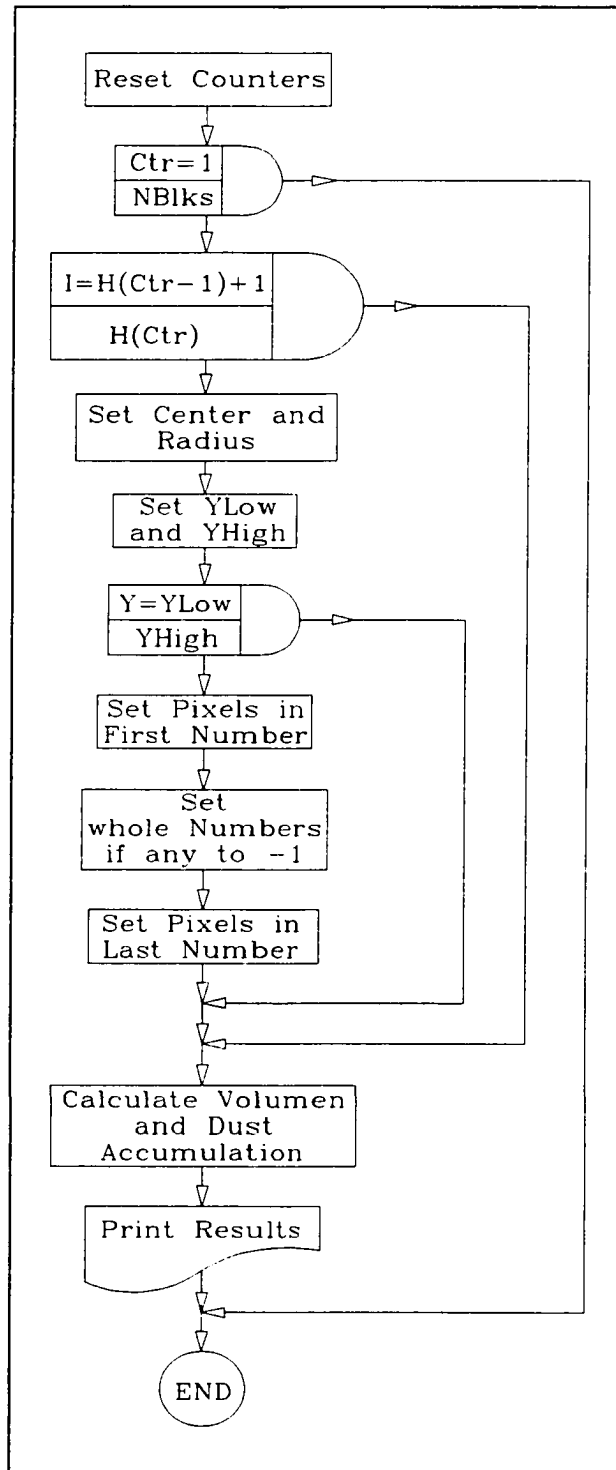 Reset Counters
Ctr=1
NBlks
I=H(Ctr-1)+1
H(Ctr)
Set Center and
Radius
Set YLow
and YHigh
Y=YLow
YHigh
Set Pixels in
First Number
Set
whole Numbers
if any to -1
Set Pixels in
Last Number
Calculate Volumen
and Dust
Accumulation
Print Results
END